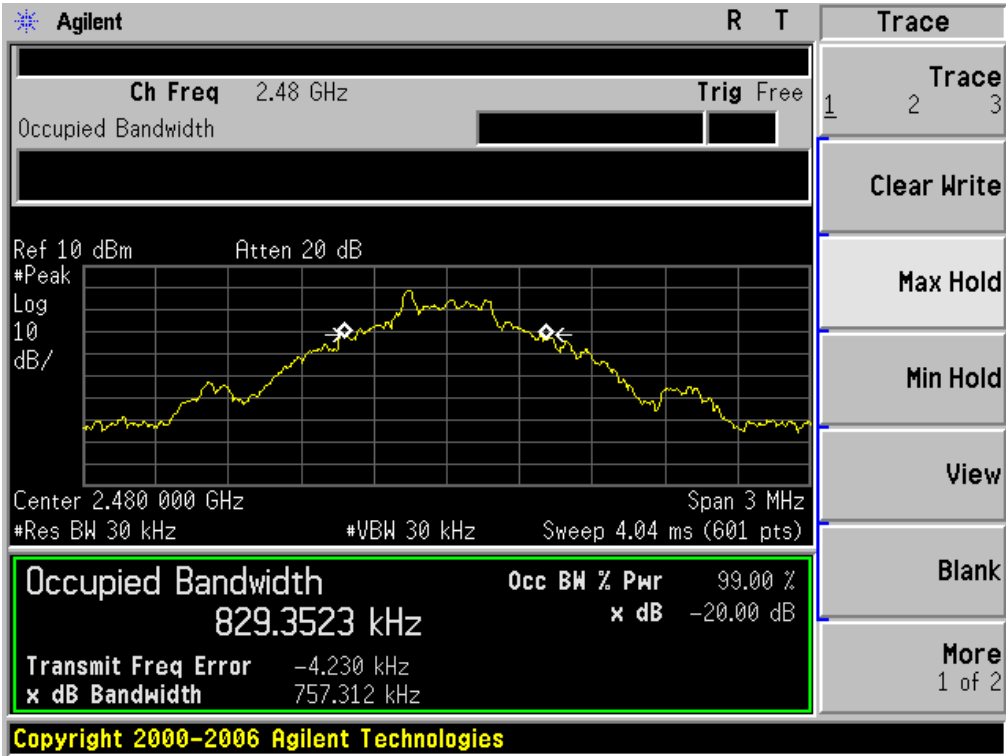 Agilent R T
Ch Freq 2.48 GHz Trig Free
Occupied Bandwidth
Ref 10 dBm Atten 20 dB
#Peak
Log
10
dB/
Center 2.480 000 GHz Span 3 MHz
#Res BW 30 kHz #VBW 30 kHz Sweep 4.04 ms (601 pts)
Occupied Bandwidth
829.3523 kHz
Occ BW % Pwr 99.00 %
x dB -20.00 dB
Transmit Freq Error -4.230 kHz
x dB Bandwidth 757.312 kHz
Copyright 2000-2006 Agilent Technologies
Trace
Trace
1 2 3
Clear Write
Max Hold
Min Hold
View
Blank
More
1 of 2